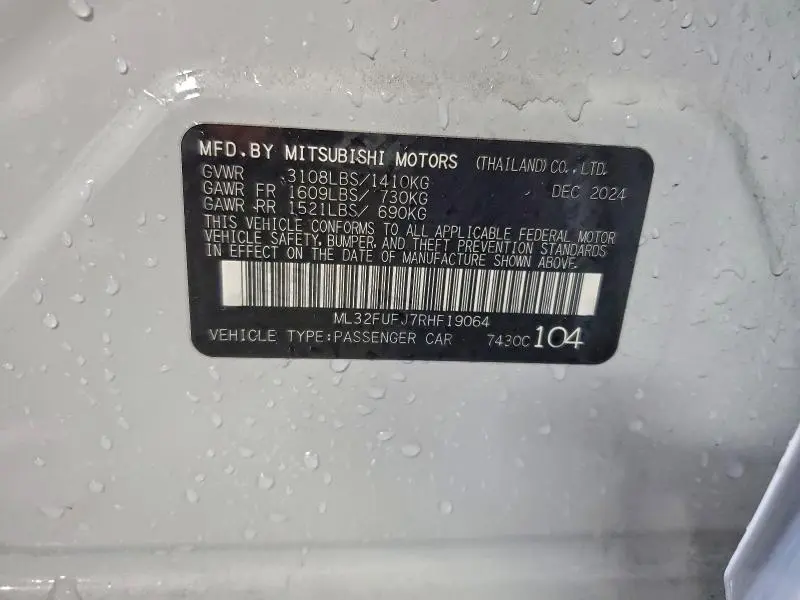 MFD.BY MITSUBISHI MOTORS (THAILAND)CO., LTD.
GVWR 3108LBS/1410KG DEC 2024
GAWR FR 1609LBS/ 730KG
GAWR RR 1521LBS/ 690KG
THIS VEHICLE CONFORMS TO ALL APPLICABLE FEDERAL MOTOR
VEHICLE SAFETY, BUMPER, AND THEFT PREVENTION STANDARDS
IN EFFECT ON THE DATE OF MANUFACTURE SHOWN ABOVE.
ML32FUFJ7RHF19064
VEHICLE TYPE:PASSENGER CAR 7430C 104